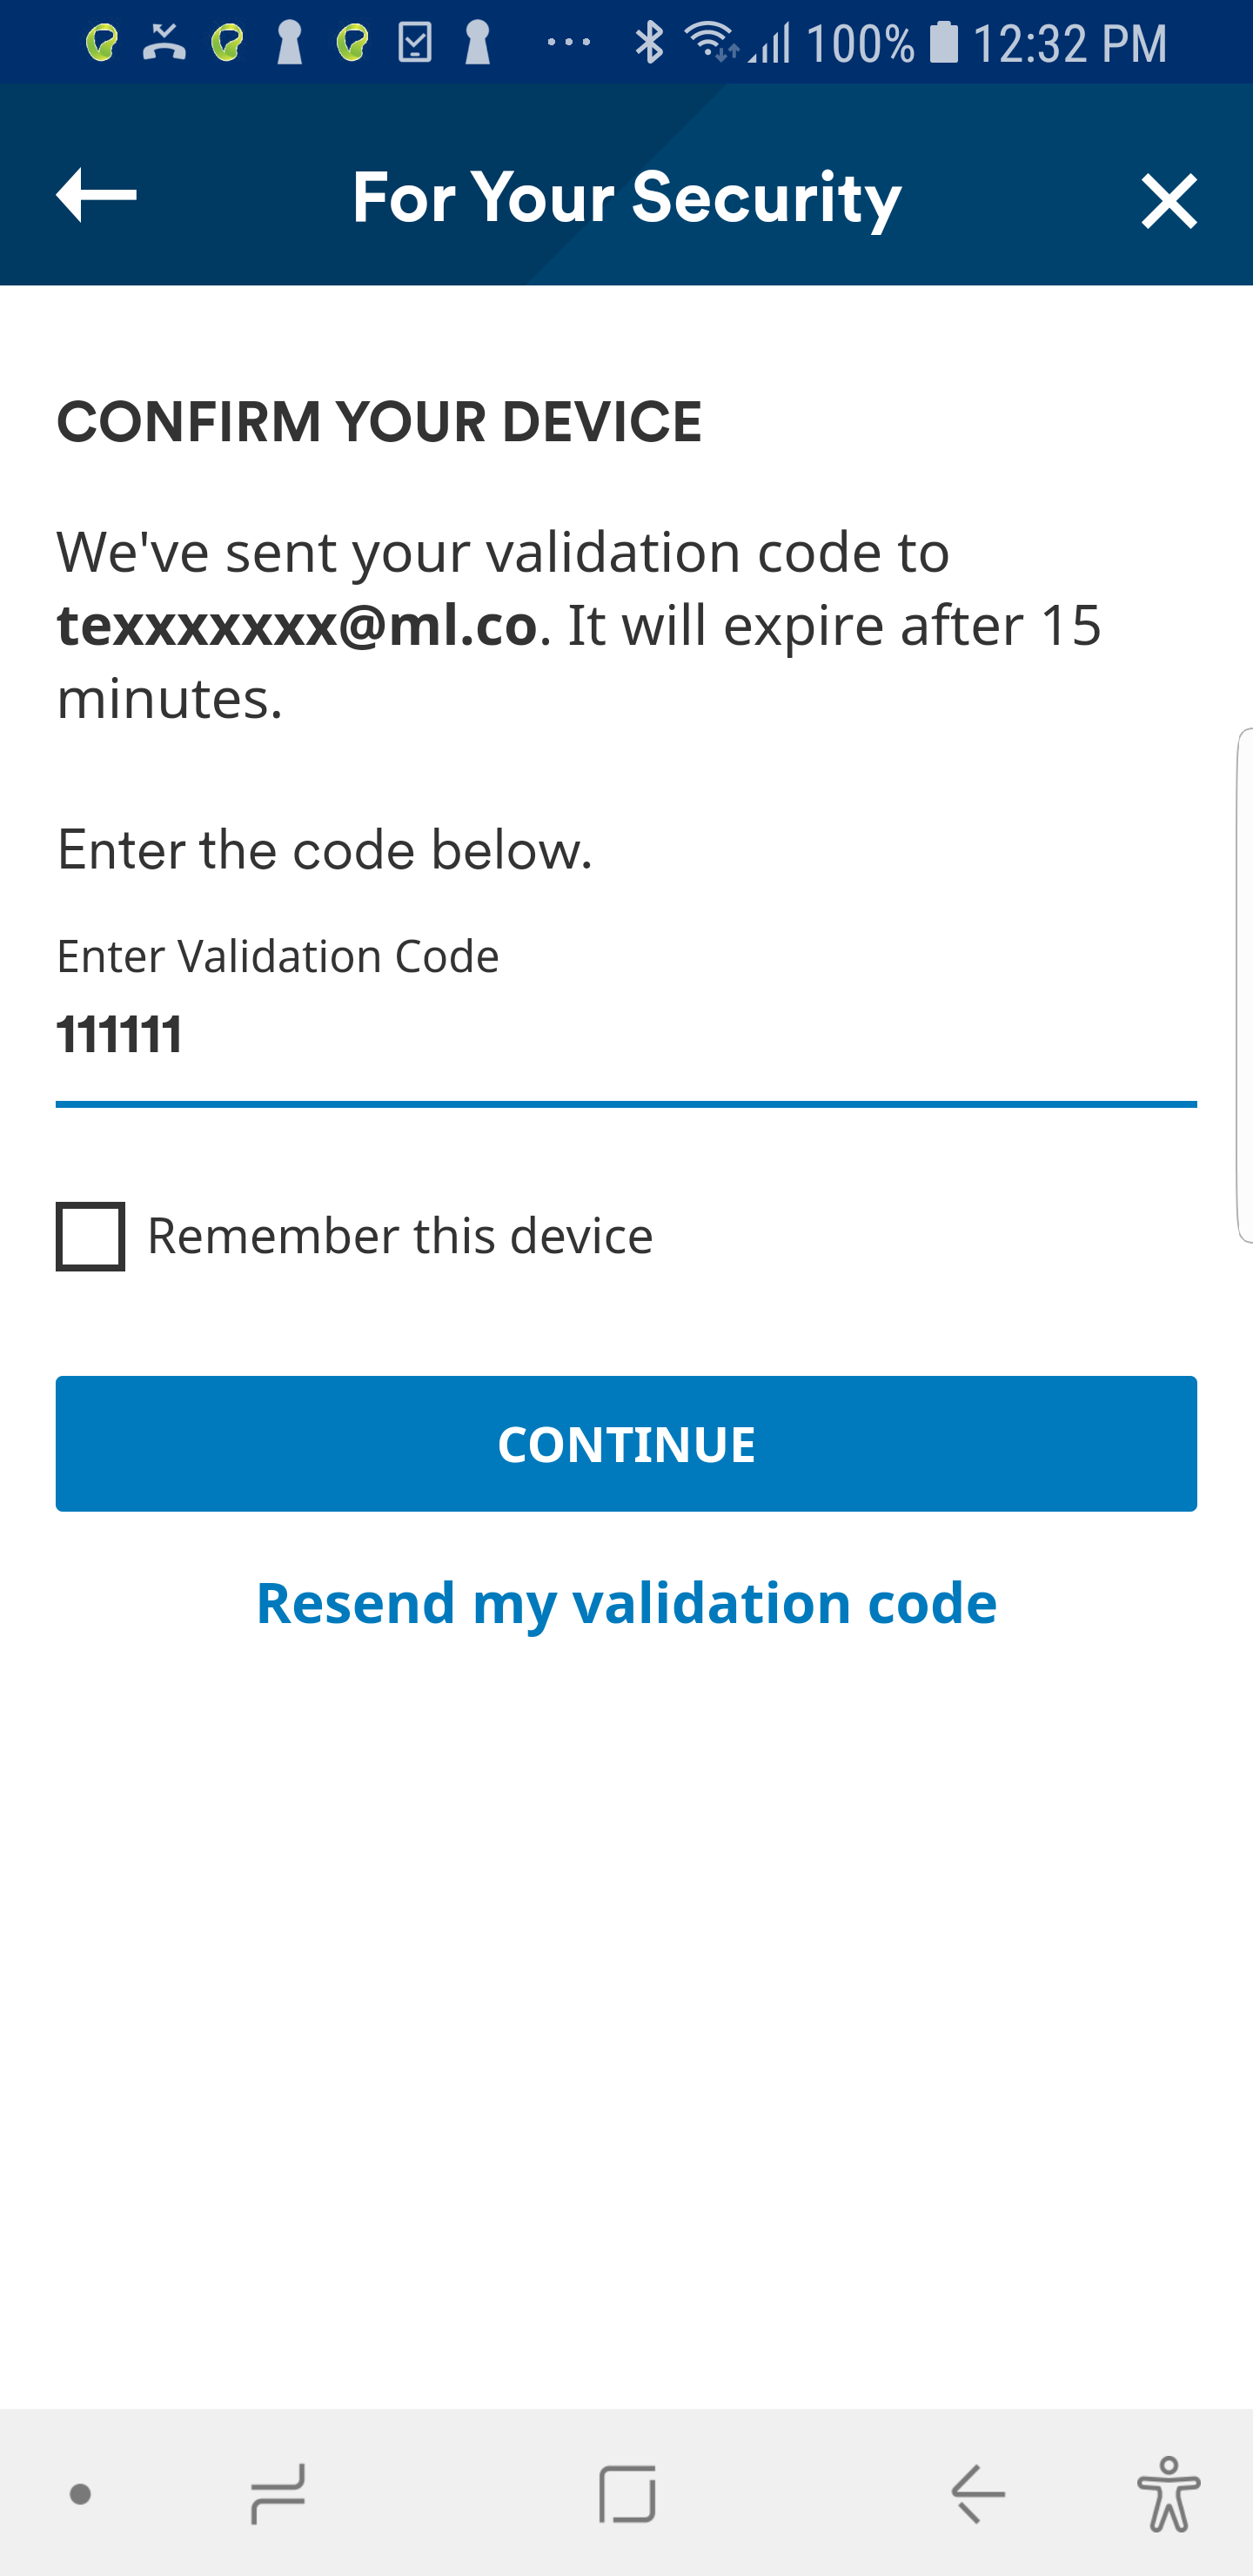 100% 12:32 PM
For Your Security
CONFIRM YOUR DEVICE
We've sent your validation code to
texxxxxxx@ml.co. It will expire after 15
minutes.
Enter the code below.
Enter Validation Code
111111
Remember this device
CONTINUE
Resend my validation code